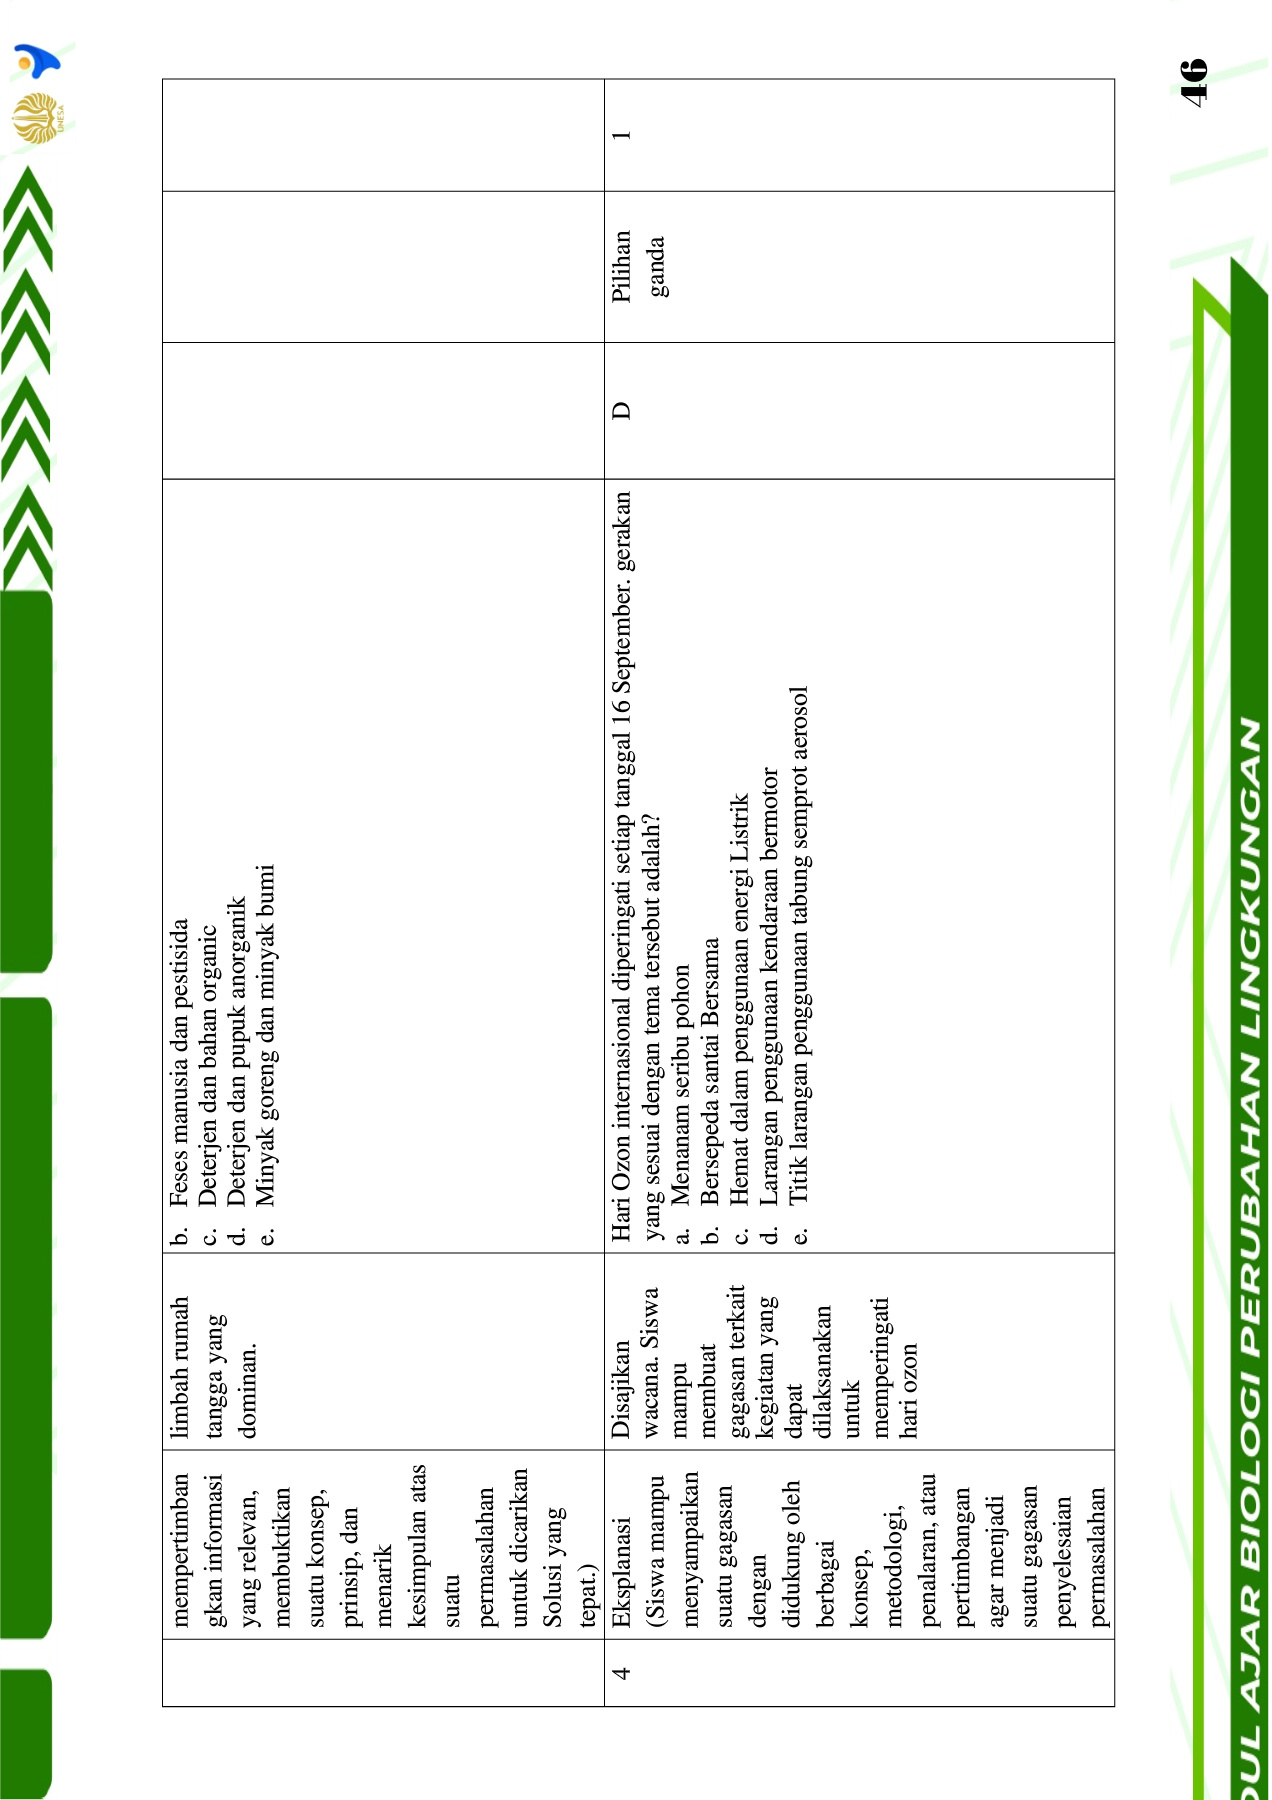 UNESA
mempertimban
gkan informasi
yang relevan,
membuktikan
suatu konsep,
prinsip, dan
menarik
kesimpulan atas
suatu
permasalahan
untuk dicarikan
Solusi yang
tepat.)
limbah rumah
tangga yang
dominan.
b. Feses manusia dan pestisida
c. Deterjen dan bahan organic
d. Deterjen dan pupuk anorganik
e. Minyak goreng dan minyak bumi
4
Eksplanasi
(Siswa mampu
menyampaikan
suatu gagasan
dengan
didukung oleh
berbagai
konsep,
metodologi,
penalaran, atau
pertimbangan
agar menjadi
suatu gagasan
penyelesaian
permasalahan
Disajikan
wacana. Siswa
mampu
membuat
gagasan terkait
kegiatan yang
dapat
dilaksanakan
untuk
memperingati
hari ozon
Hari Ozon internasional diperingati setiap tanggal 16 September. gerakan
yang sesuai dengan tema tersebut adalah?
a. Menanam seribu pohon
b. Bersepeda santai Bersama
c. Hemat dalam penggunaan energi Listrik
d. Larangan penggunaan kendaraan bermotor
e. Titik larangan penggunaan tabung semprot aerosol
D
Pilihan
ganda
1
46
DUL AJAR BIOLOGI PERUBAHAN LINGKUNGAN